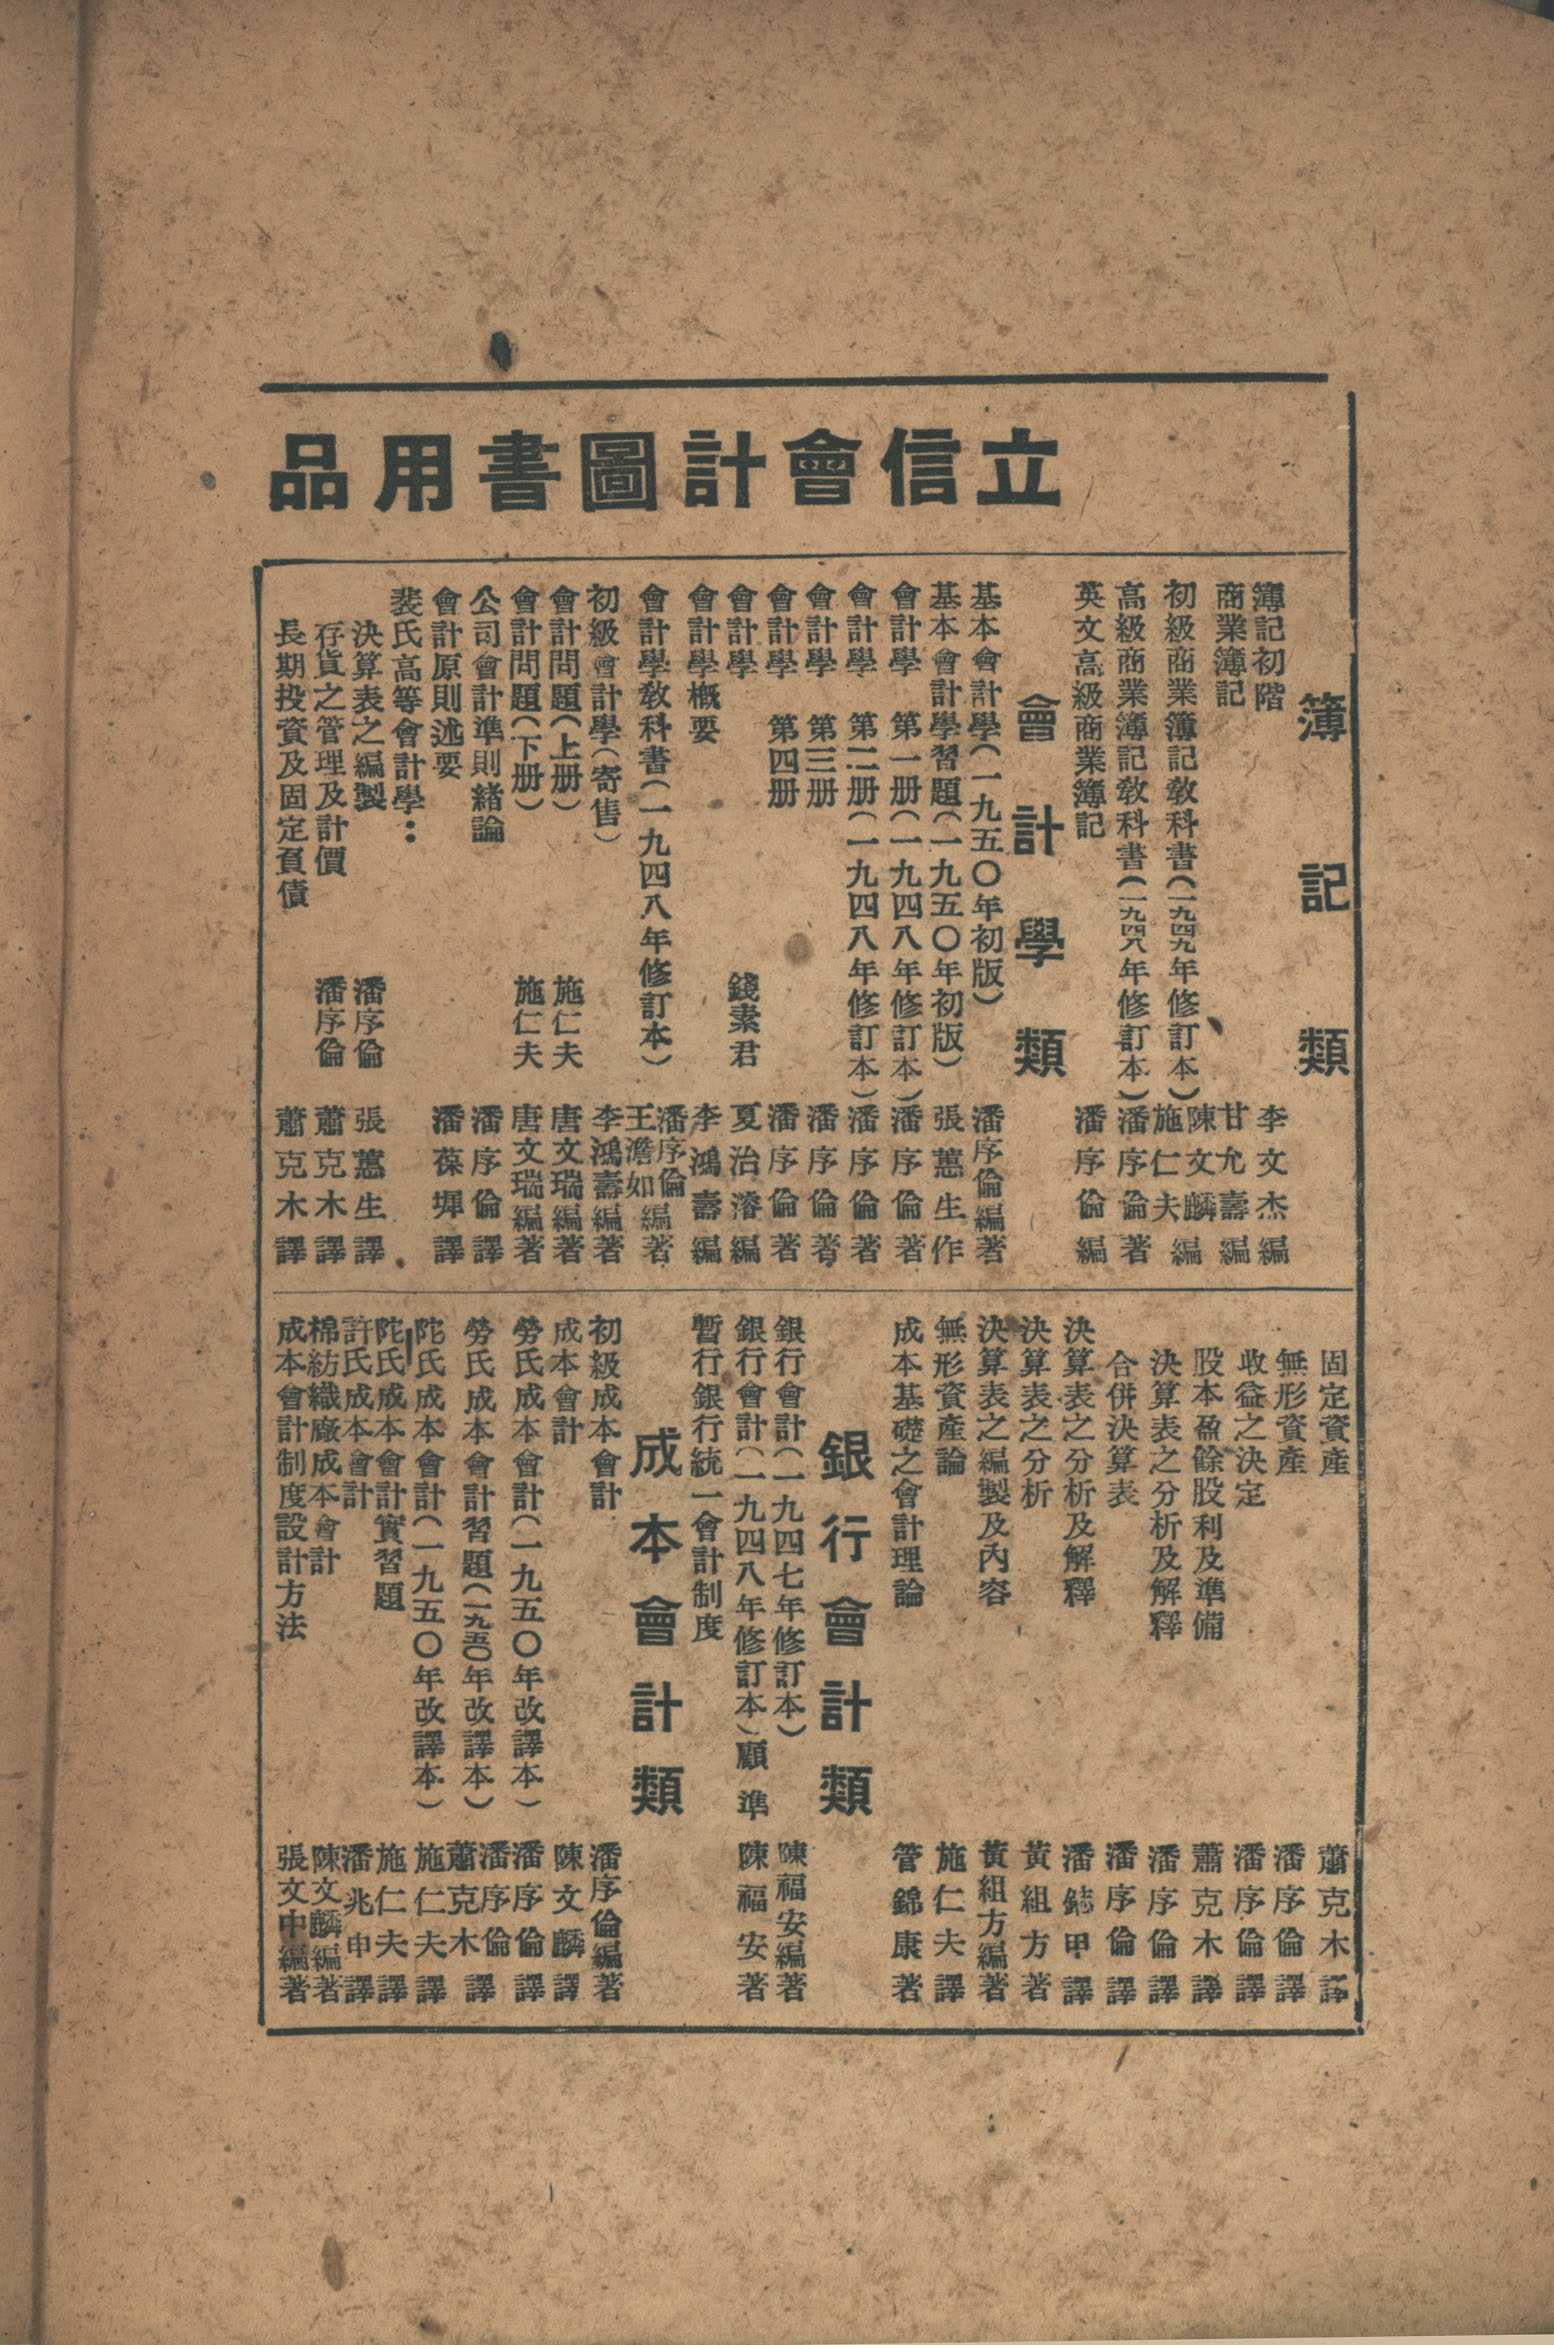 立信會計圖書用品
簿記類
簿記初階 李文杰編
商業簿記 甘允壽編
初級商業簿記教科書（一九四九年修訂本） 陳文麟 施仁夫編
高級商業簿記教科書（一九四八年修訂本） 潘序倫著
英文高級商業簿記 潘序倫編
會計學類
基本會計學（一九五〇年初版） 潘序倫編著
基本會計學習題（一九五〇年初版） 張蕙生作
會計學 第一册（一九四八年修訂本） 潘序倫著
會計學 第二册（一九四八年修訂本） 潘序倫著
會計學 第三册 潘序倫著
會計學 第四册 潘序倫著
會計學 錢素君 夏治濬編
會計學概要 李鴻壽編
會計學教科書（一九四八年修訂本） 潘序倫 王澹如編著
初級會計學（寄售） 李鴻壽編著
會計問題（上册） 施仁夫 唐文瑞編著
會計問題（下册） 施仁夫 唐文瑞編著
公司會計準則緒論 潘序倫譯
會計原則述要 潘葆墀譯
裴氏高等會計學：
決算表之編製 潘序倫 張蕙生譯
存貨之管理及計價 潘序倫 蕭克木譯
長期投資及固定負債 蕭克木譯
固定資產 蕭克木譯
無形資產 潘序倫譯
收益之決定 潘序倫譯
股本盈餘股利及準備 蕭克木譯
決算表之分析及解釋 潘序倫譯
合併決算表 潘序倫譯
決算表之分析及解釋 潘鋕甲譯
決算表之分析 黃組方著
決算表之編製及內容 黃組方編著
無形資產論 施仁夫譯
成本基礎之會計理論 管錦康著
銀行會計類
銀行會計（一九四七年修訂本） 陳福安編著
銀行會計（一九四八年修訂本） 顧準 陳福安著
暫行銀行統一會計制度
成本會計類
初級成本會計 潘序倫編著
成本會計 陳文麟譯
勞氏成本會計（一九五〇年改譯本） 潘序倫譯
勞氏成本會計習題（一九五〇年改譯本） 潘序倫 蕭克木譯
陀氏成本會計（一九五〇年改譯本） 施仁夫譯
陀氏成本會計實習題 施仁夫譯
許氏成本會計 潘兆申譯
棉紡織廠成本會計 陳文麟編著
成本會計制度設計方法 張文中編著